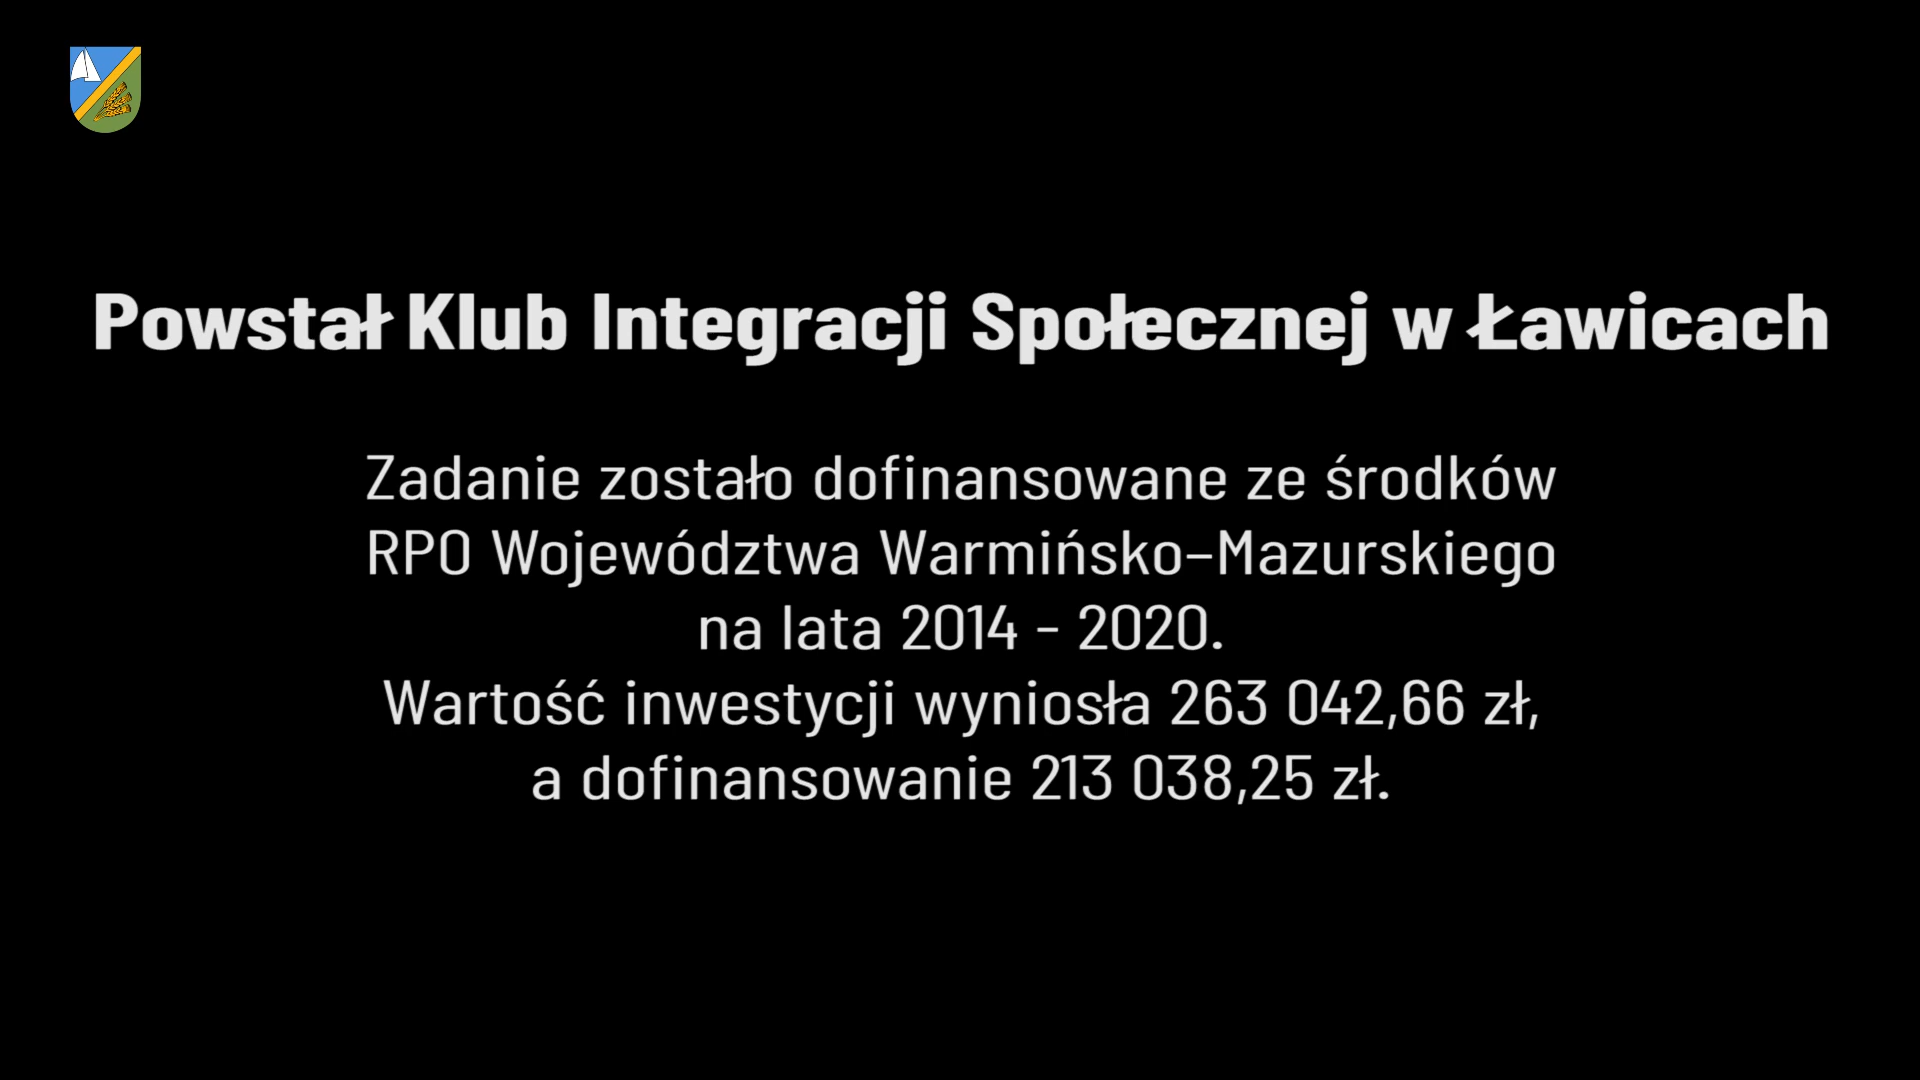 Powstał Klub Integracji Społecznej w Ławicach
Zadanie zostało dofinansowane ze środków
RPO Województwa Warmińsko–Mazurskiego
na lata 2014 - 2020.
Wartość inwestycji wyniosła 263 042,66 zł,
a dofinansowanie 213 038,25 zł.